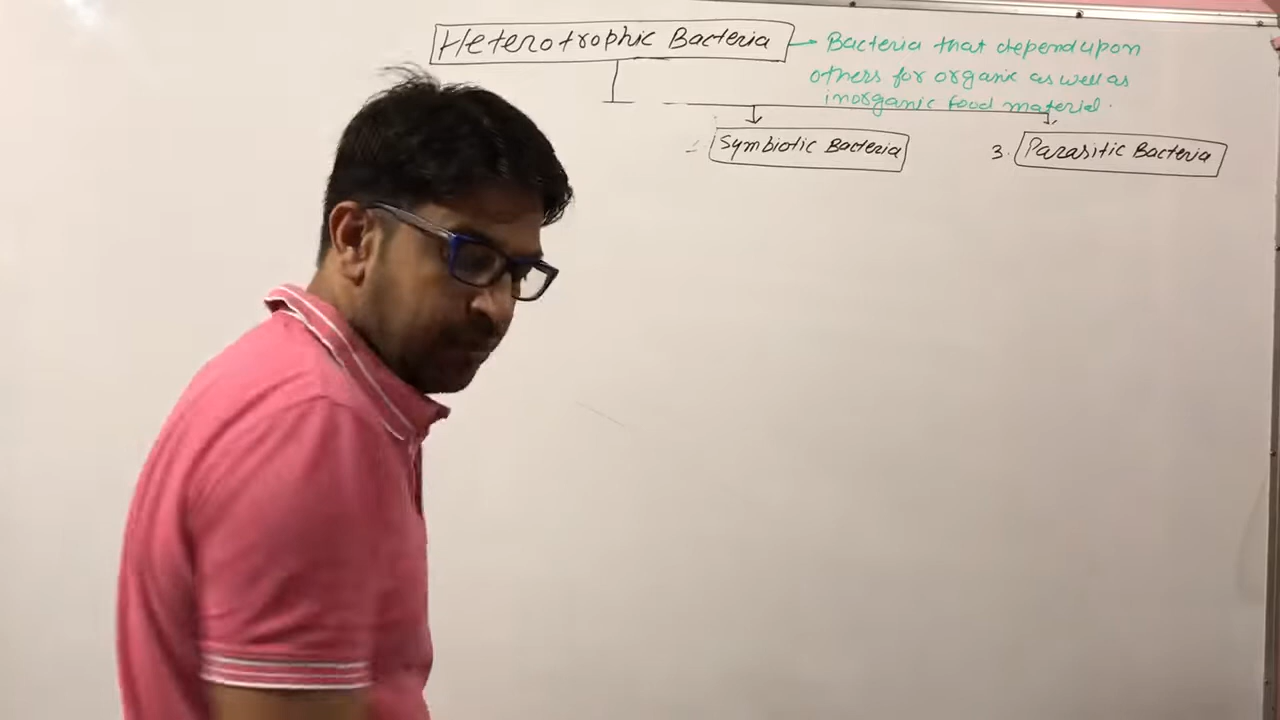 Heterotrophic Bacteria
Bacteria that depend upon
others for organic as well as
inorganic food material.
Symbiotic Bacteria
3. Parasitic Bacteria